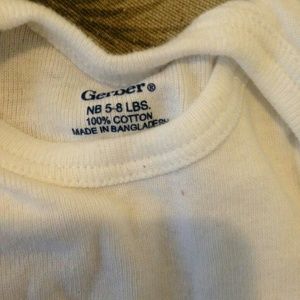 Gerber®
NB 5-8 LBS.
100% COTTON
MADE IN BANGLADESH